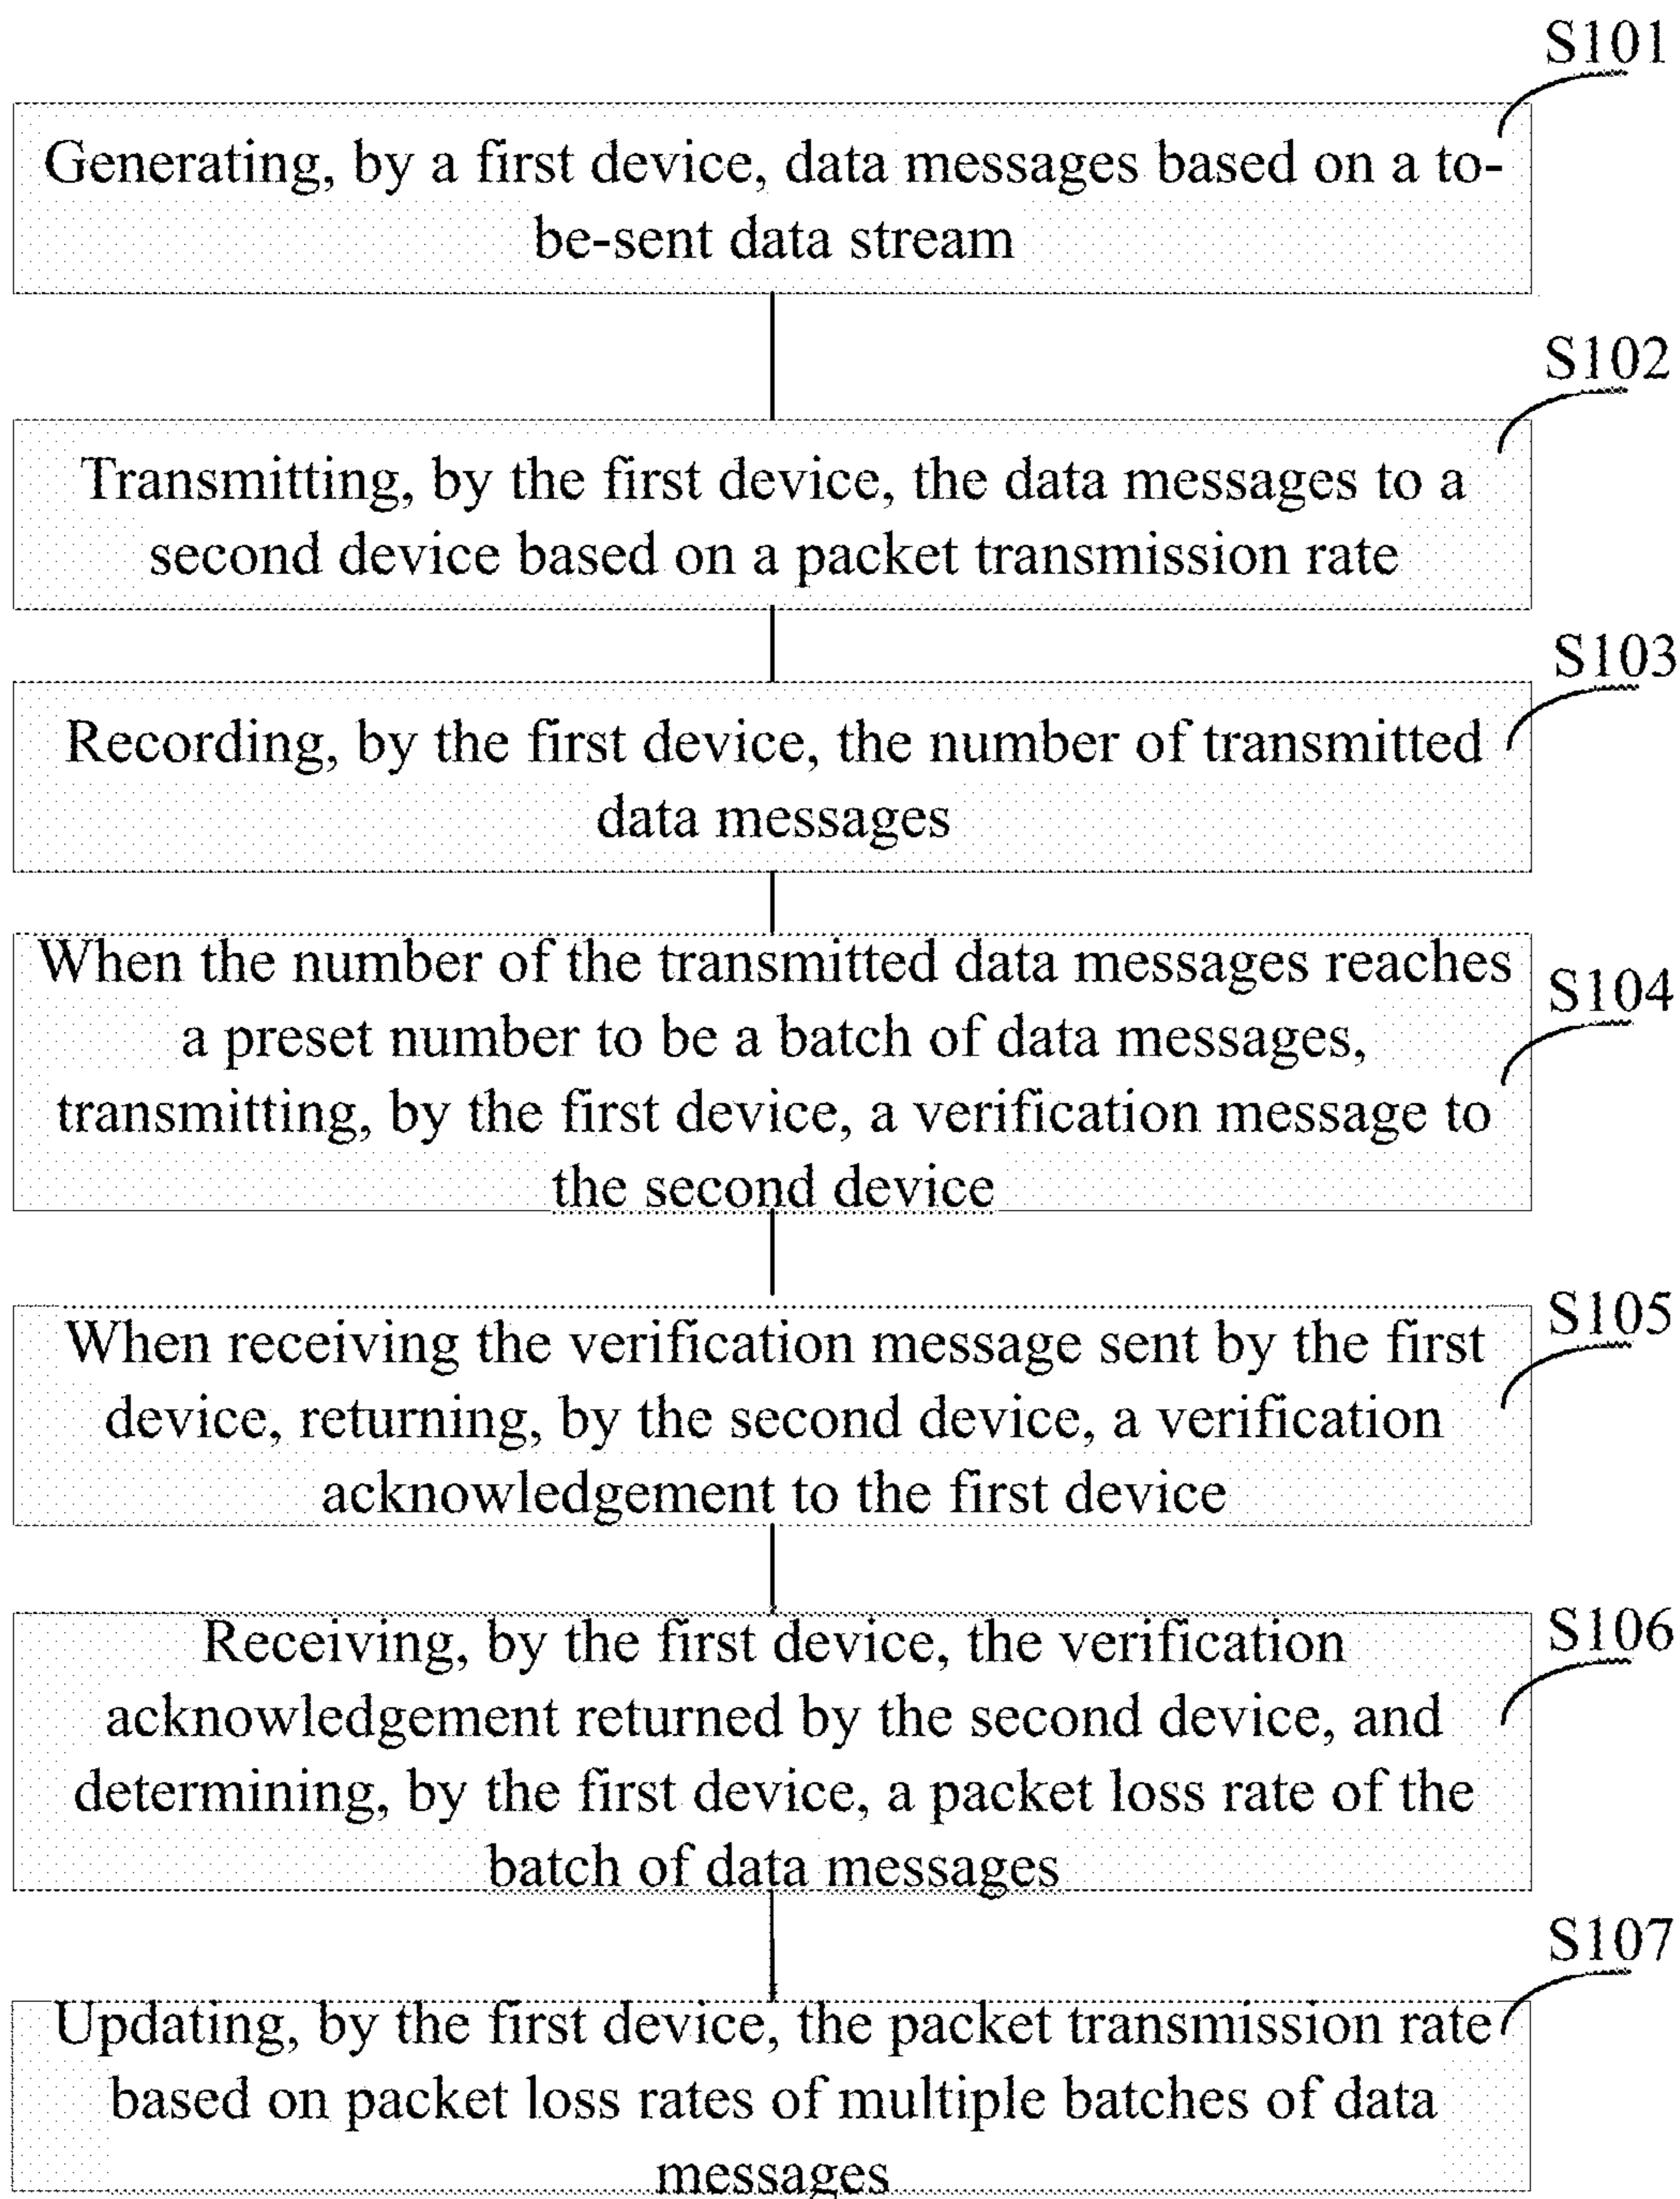 S101
Generating, by a first device, data messages based on a to-
be-sent data stream
S102
Transmitting, by the first device, the data messages to a
second device based on a packet transmission rate
S103
Recording, by the first device, the number of transmitted
data messages
When the number of the transmitted data messages reaches
S104
a preset number to be a batch of data messages,
transmitting, by the first device, a verification message to
the second device
S105
When receiving the verification message sent by the first
device, returning, by the second device, a verification
acknowledgement to the first device
S106
Receiving, by the first device, the verification
acknowledgement returned by the second device, and
determining, by the first device, a packet loss rate of the
batch of data messages
S107
Updating, by the first device, the packet transmission rate
based on packet loss rates of multiple batches of data
messages